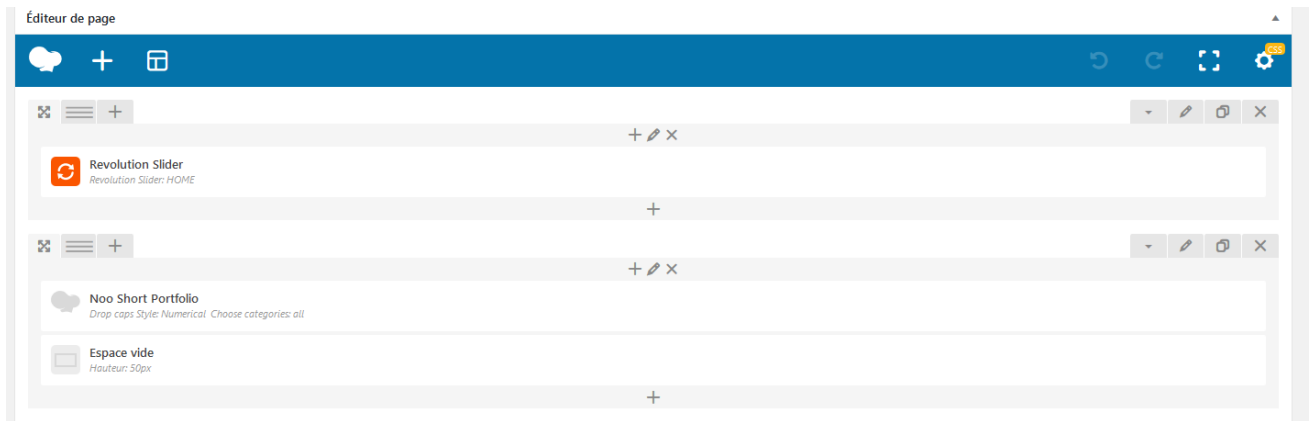 Éditeur de page
CSS
Revolution Slider
Revolution Slider: HOME
Noo Short Portfolio
Drop caps Style: Numerical Choose categories: all
Espace vide
Hauteur: 50px